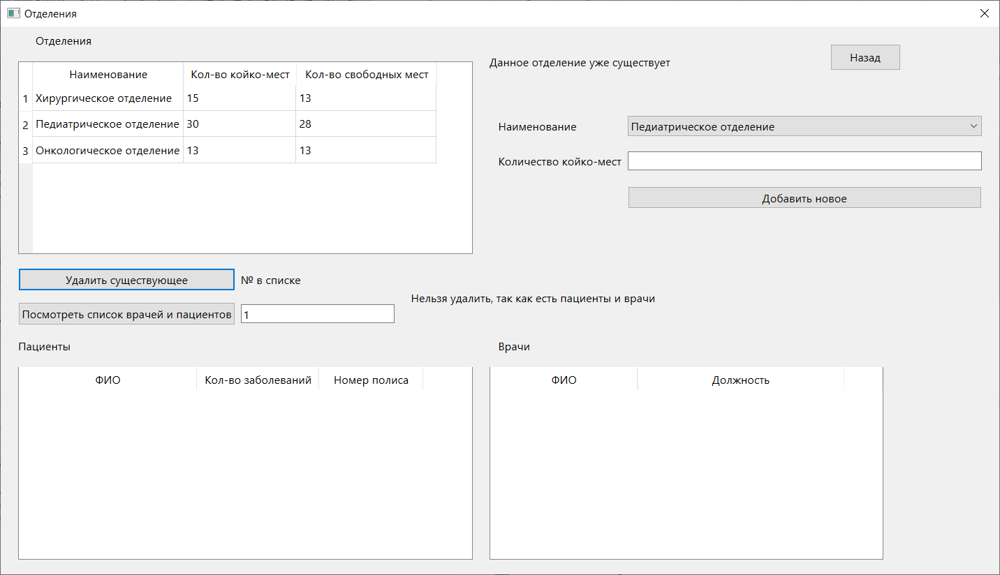 Отделения
Отделения
Наименование Кол-во койко-мест Кол-во свободных мест
1 Хирургическое отделение 15 13
2 Педиатрическое отделение 30 28
3 Онкологическое отделение 13 13
Данное отделение уже существует
Назад
Наименование Педиатрическое отделение
Количество койко-мест
Добавить новое
Удалить существующее № в списке
Посмотреть список врачей и пациентов 1
Нельзя удалить, так как есть пациенты и врачи
Пациенты
ФИО Кол-во заболеваний Номер полиса
Врачи
ФИО Должность